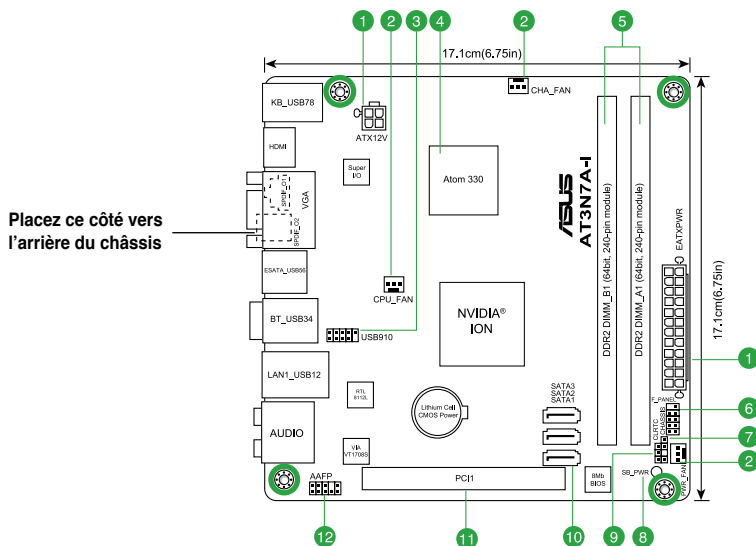 1
2
3
4
2
5
17.1cm(6.75in)
KB_USB78
ATX12V
CHA_FAN
HDMI
Super
I/O
Atom 330
SPDIF_O1
VGA
SPDIF_O2
Placez ce côté vers
l'arrière du châssis
ASUS
AT3N7A-I
DDR2 DIMM_B1 (64bit, 240-pin module)
DDR2 DIMM_A1 (64bit, 240-pin module)
EATXPWR
17.1cm(6.75in)
ESATA_USB56
CPU_FAN
BT_USB34
USB910
NVIDIA®
ION
1
LAN1_USB12
RTL
8112L
Lithium Cell
CMOS Power
SATA3
SATA2
SATA1
F_PANEL
6
CHASSIS
CLRTC
7
AUDIO
VIA
VT1708S
2
AAFP
PCI1
8Mb
BIOS
SB_PWR
PWR_FAN
12
11
10
9
8